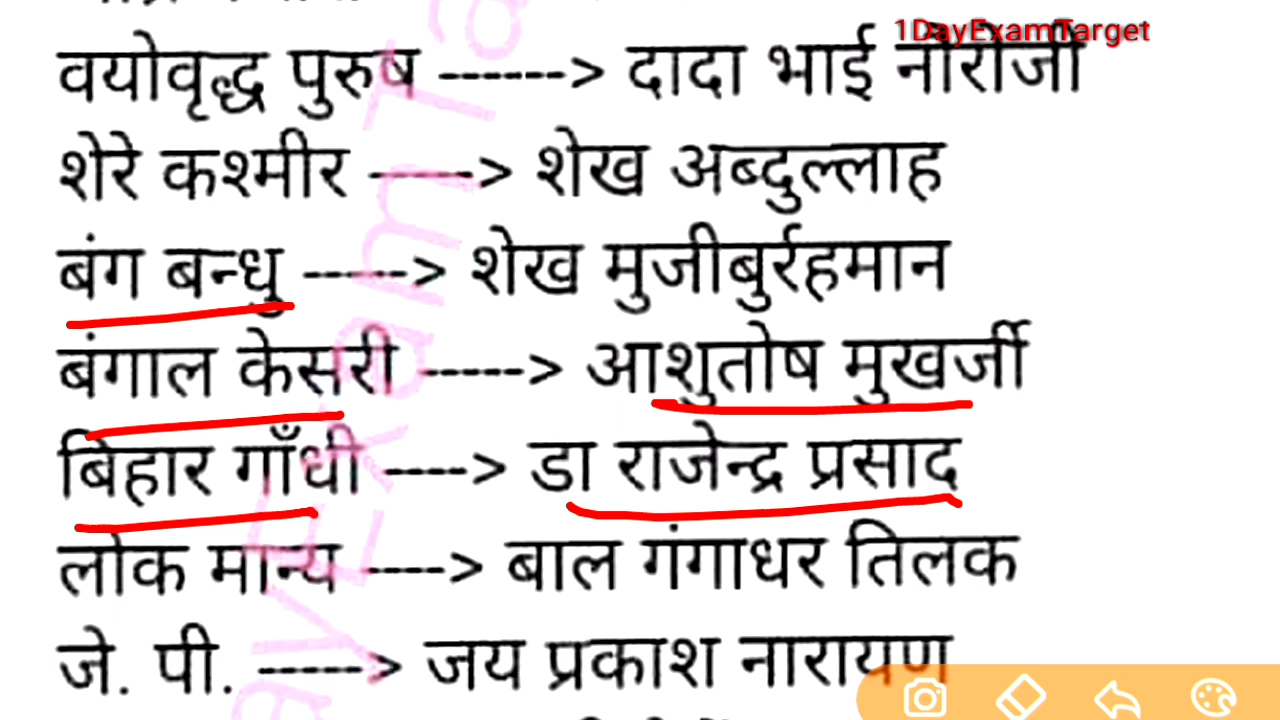 1DayExamTarget
वयोवृद्ध पुरुष ------> दादा भाई नौरोजी
शेरे कश्मीर -----> शेख अब्दुल्लाह
बंग बन्धु -----> शेख मुजीबुर्रहमान
बंगाल केसरी -----> आशुतोष मुखर्जी
बिहार गाँधी ----> डा राजेन्द्र प्रसाद
लोक मान्य ----> बाल गंगाधर तिलक
जे. पी. -----> जय प्रकाश नारायण